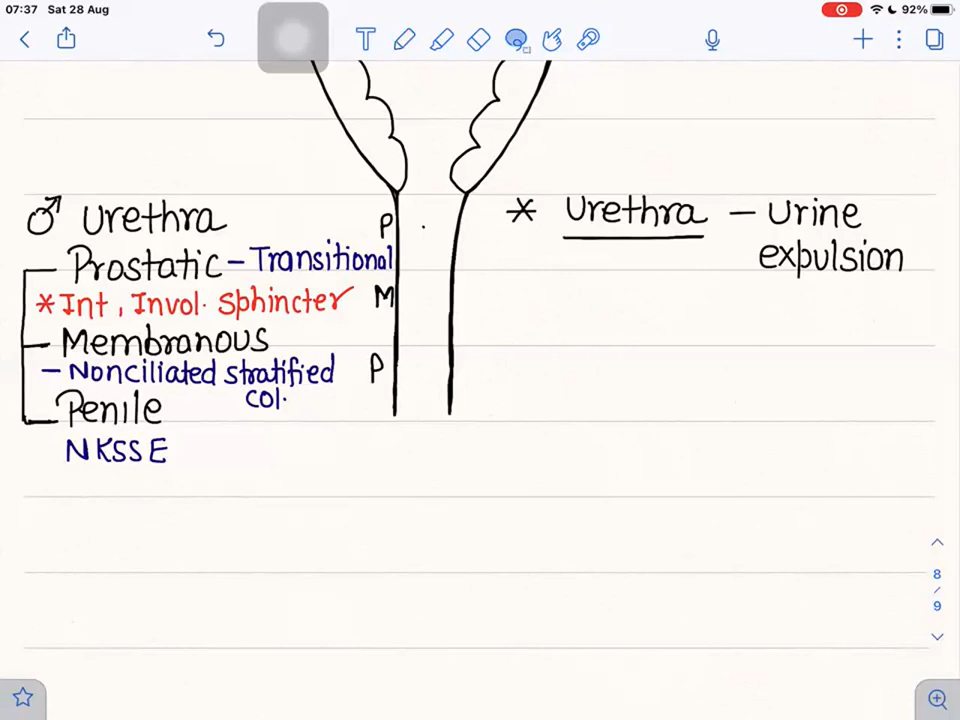 07:37 Sat 28 Aug
92%
T
♂ Urethra
Prostatic - Transitional
* Int, Invol. Sphincter
Membranous
- Nonciliated stratified
col.
Penile
NKSSE
P
M
P
* Urethra - Urine
expulsion
8
/
9